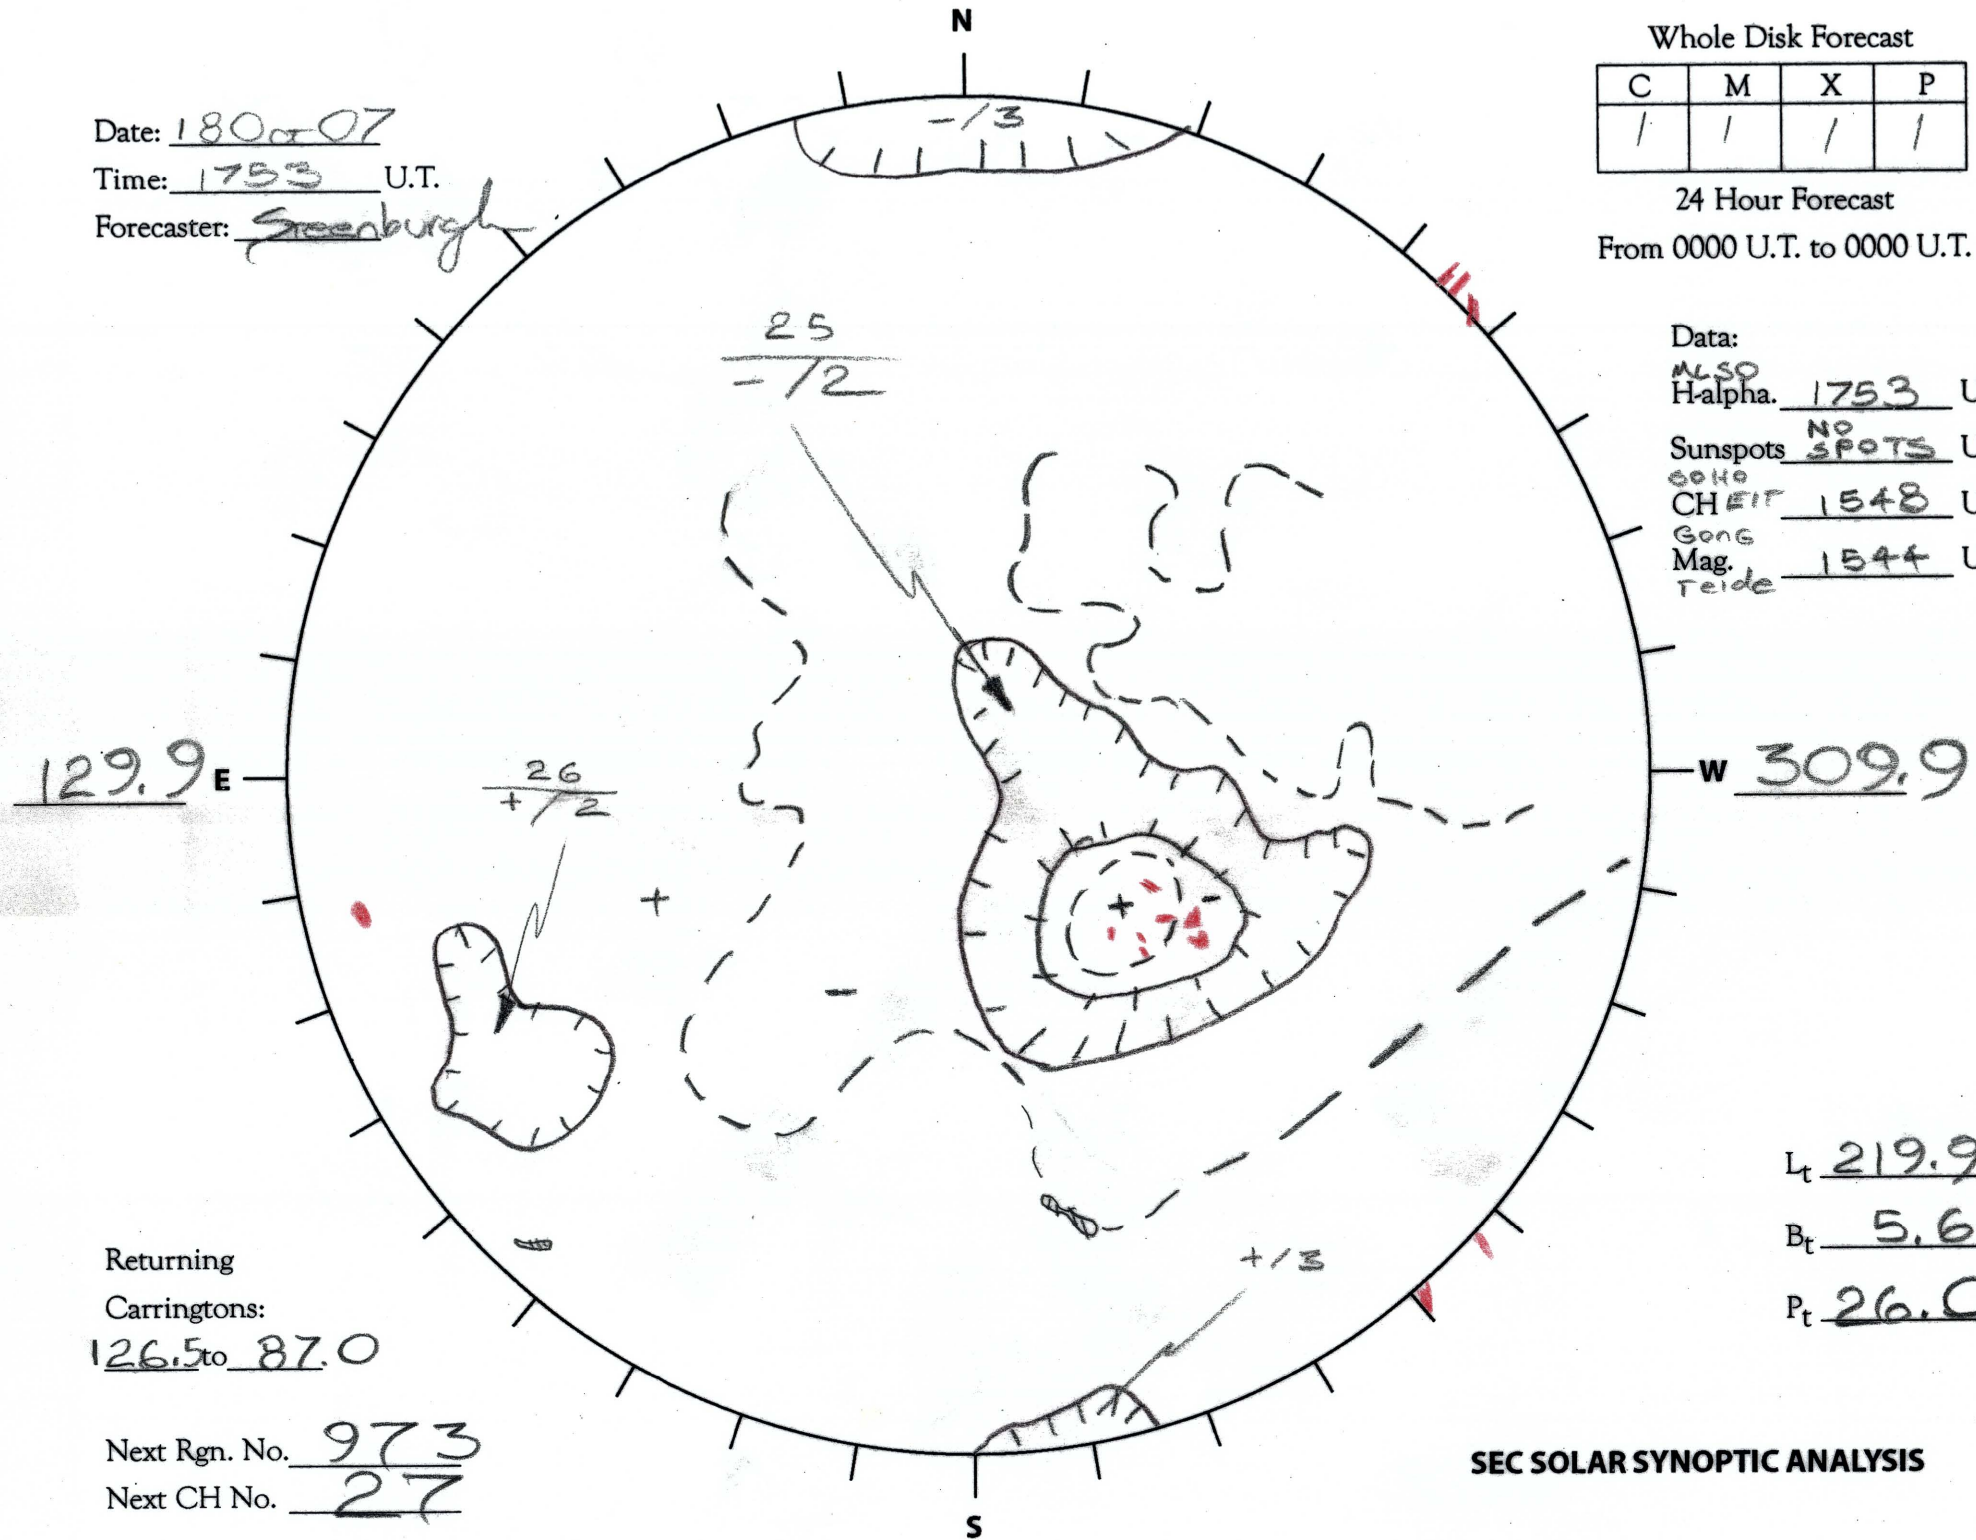 N
Whole Disk Forecast
C M X P
1 1 1 1
24 Hour Forecast
From 0000 U.T. to 0000 U.T.
Date: 18Oct07
Time: 1753 U.T.
Forecaster: Steenburgh
-/3
25
-/2
Data:
MLSO
H-alpha. 1753 U
NO
Sunspots SPOTS U
SOHO
CH EIT 1548 U
GONG
Mag. 1544 U
Teide
129.9 E
W 309.9
26
+/2
+
+ -
-
Lt 219.9
Bt 5.6
Pt 26.0
+/3
Returning
Carringtons:
126.5 to 87.0
Next Rgn. No. 973
Next CH No. 27
SEC SOLAR SYNOPTIC ANALYSIS
S